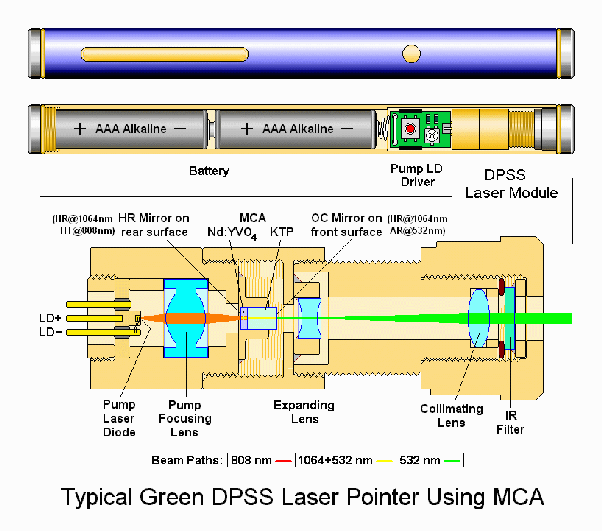 + AAA Alkaline − + AAA Alkaline −
Battery
Pump LD
Driver
DPSS
Laser Module
(HR@1064nm
HT@808nm)
HR Mirror on
rear surface
MCA
Nd:YVO4 KTP
OC Mirror on
front surface
(HR@1064nm
AR@532nm)
LD+
LD−
Pump
Laser
Diode
Pump
Focusing
Lens
Expanding
Lens
Collimating
Lens
IR
Filter
Beam Paths: | 808 nm | 1064+532 nm | 532 nm |
Typical Green DPSS Laser Pointer Using MCA